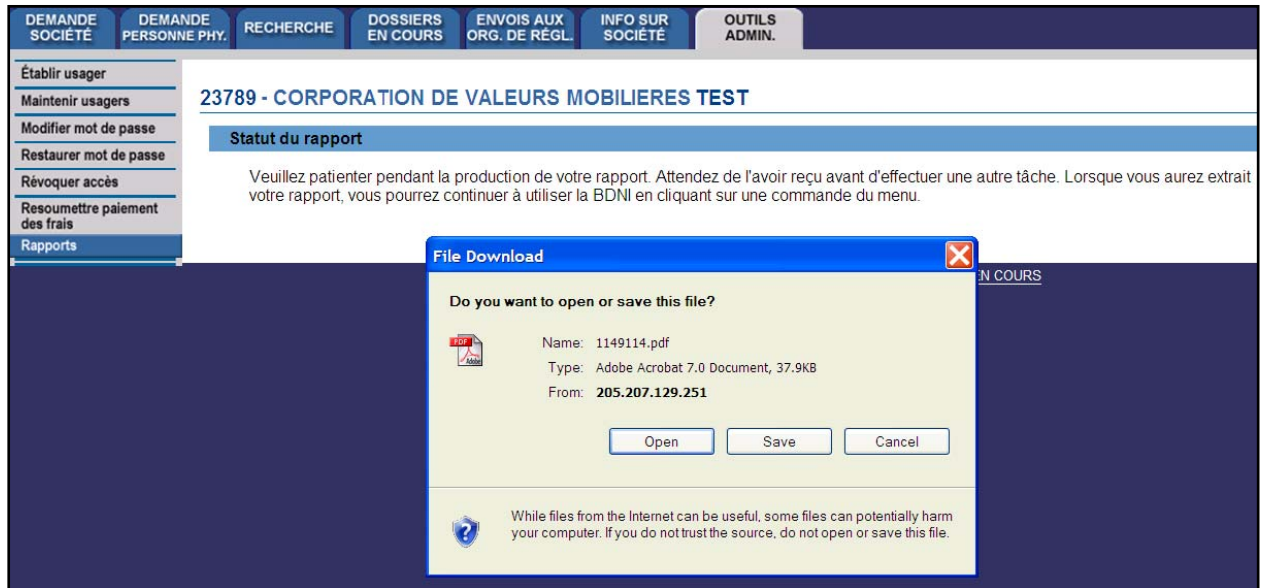 DEMANDE SOCIÉTÉ
DEMANDE PERSONNE PHY.
RECHERCHE
DOSSIERS EN COURS
ENVOIS AUX ORG. DE RÉGL.
INFO SUR SOCIÉTÉ
OUTILS ADMIN.
Établir usager
Maintenir usagers
Modifier mot de passe
Restaurer mot de passe
Révoquer accès
Resoumettre paiement
des frais
Rapports
23789 - CORPORATION DE VALEURS MOBILIERES TEST
Statut du rapport
Veuillez patienter pendant la production de votre rapport. Attendez de l'avoir reçu avant d'effectuer une autre tâche. Lorsque vous aurez extrait
votre rapport, vous pourrez continuer à utiliser la BDNI en cliquant sur une commande du menu.
EN COURS
File Download
Do you want to open or save this file?
Name: 1149114.pdf
Type: Adobe Acrobat 7.0 Document, 37.9KB
From: 205.207.129.251
Open Save Cancel
While files from the Internet can be useful, some files can potentially harm
your computer. If you do not trust the source, do not open or save this file.